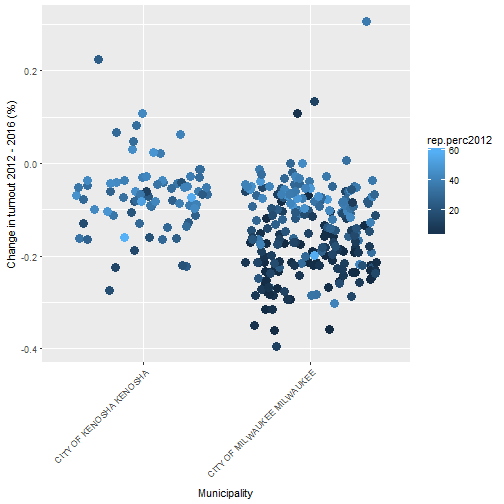 Change in turnout 2012 - 2016 (%)
0.2
0.0
-0.2
-0.4
CITY OF KENOSHA KENOSHA
CITY OF MILWAUKEE MILWAUKEE
Municipality
rep.perc2012
60
40
20